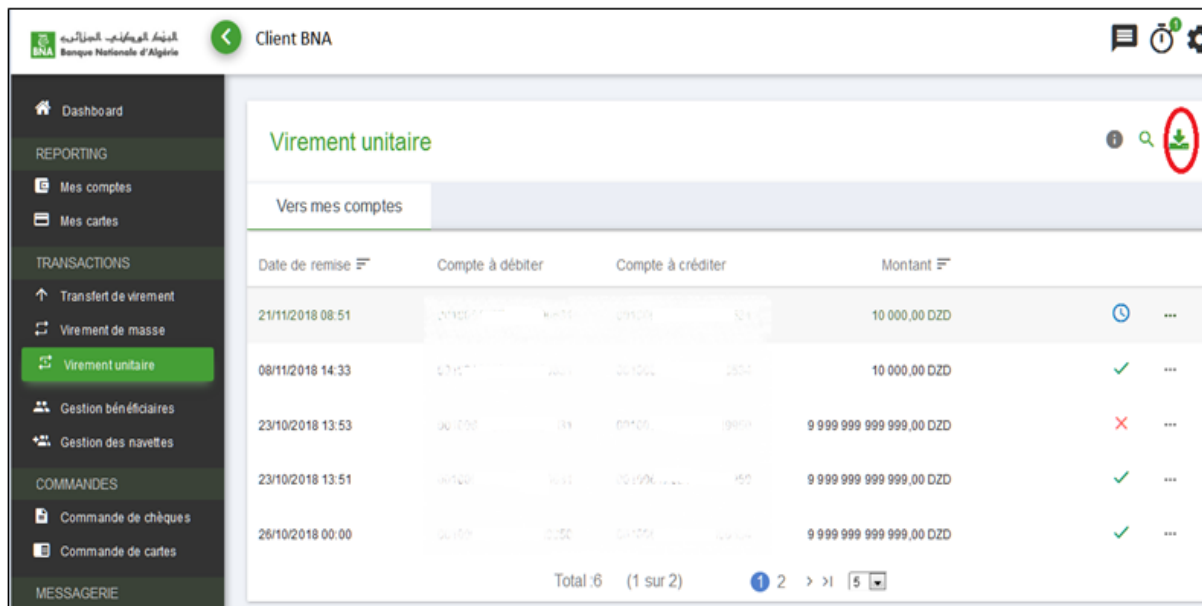 البنك الوطني الجزائري
BNA Banque Nationale d'Algérie
Client BNA
1
Dashboard
REPORTING
Mes comptes
Mes cartes
TRANSACTIONS
Transfert de virement
Virement de masse
Virement unitaire
Gestion bénéficiaires
Gestion des navettes
COMMANDES
Commande de chèques
Commande de cartes
MESSAGERIE
Virement unitaire
Vers mes comptes
Date de remise Compte à débiter Compte à créditer Montant
21/11/2018 08:51 10 000,00 DZD
08/11/2018 14:33 10 000,00 DZD
23/10/2018 13:53 9 999 999 999 999,00 DZD
23/10/2018 13:51 9 999 999 999 999,00 DZD
26/10/2018 00:00 9 999 999 999 999,00 DZD
Total :6 (1 sur 2) 1 2 5